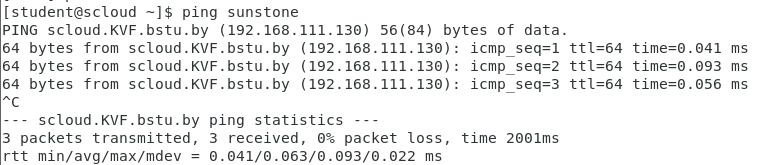 [student@scloud ~]$ ping sunstone
PING scloud.KVF.bstu.by (192.168.111.130) 56(84) bytes of data.
64 bytes from scloud.KVF.bstu.by (192.168.111.130): icmp_seq=1 ttl=64 time=0.041 ms
64 bytes from scloud.KVF.bstu.by (192.168.111.130): icmp_seq=2 ttl=64 time=0.093 ms
64 bytes from scloud.KVF.bstu.by (192.168.111.130): icmp_seq=3 ttl=64 time=0.056 ms
^C
--- scloud.KVF.bstu.by ping statistics ---
3 packets transmitted, 3 received, 0% packet loss, time 2001ms
rtt min/avg/max/mdev = 0.041/0.063/0.093/0.022 ms